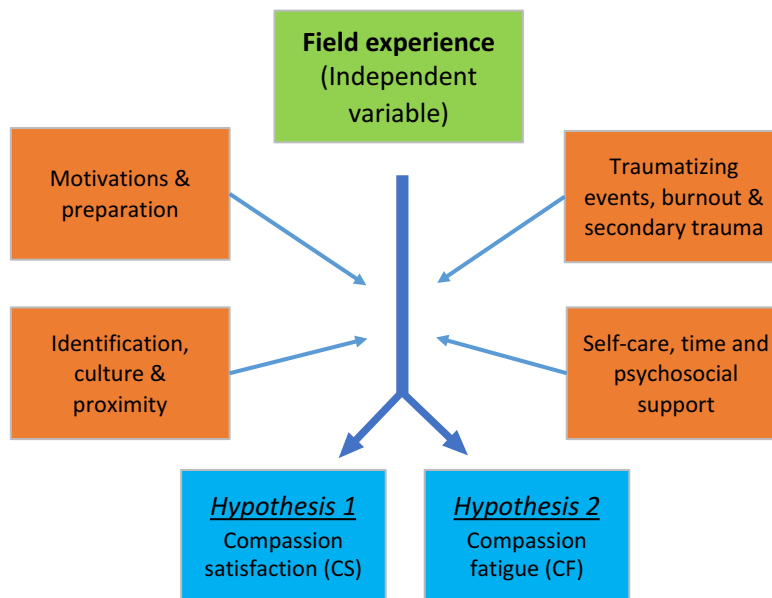 Field experience
(Independent
variable)
Motivations &
preparation
Traumatizing
events, burnout &
secondary trauma
Identification,
culture &
proximity
Self-care, time and
psychosocial
support
Hypothesis 1
Compassion
satisfaction (CS)
Hypothesis 2
Compassion
fatigue (CF)